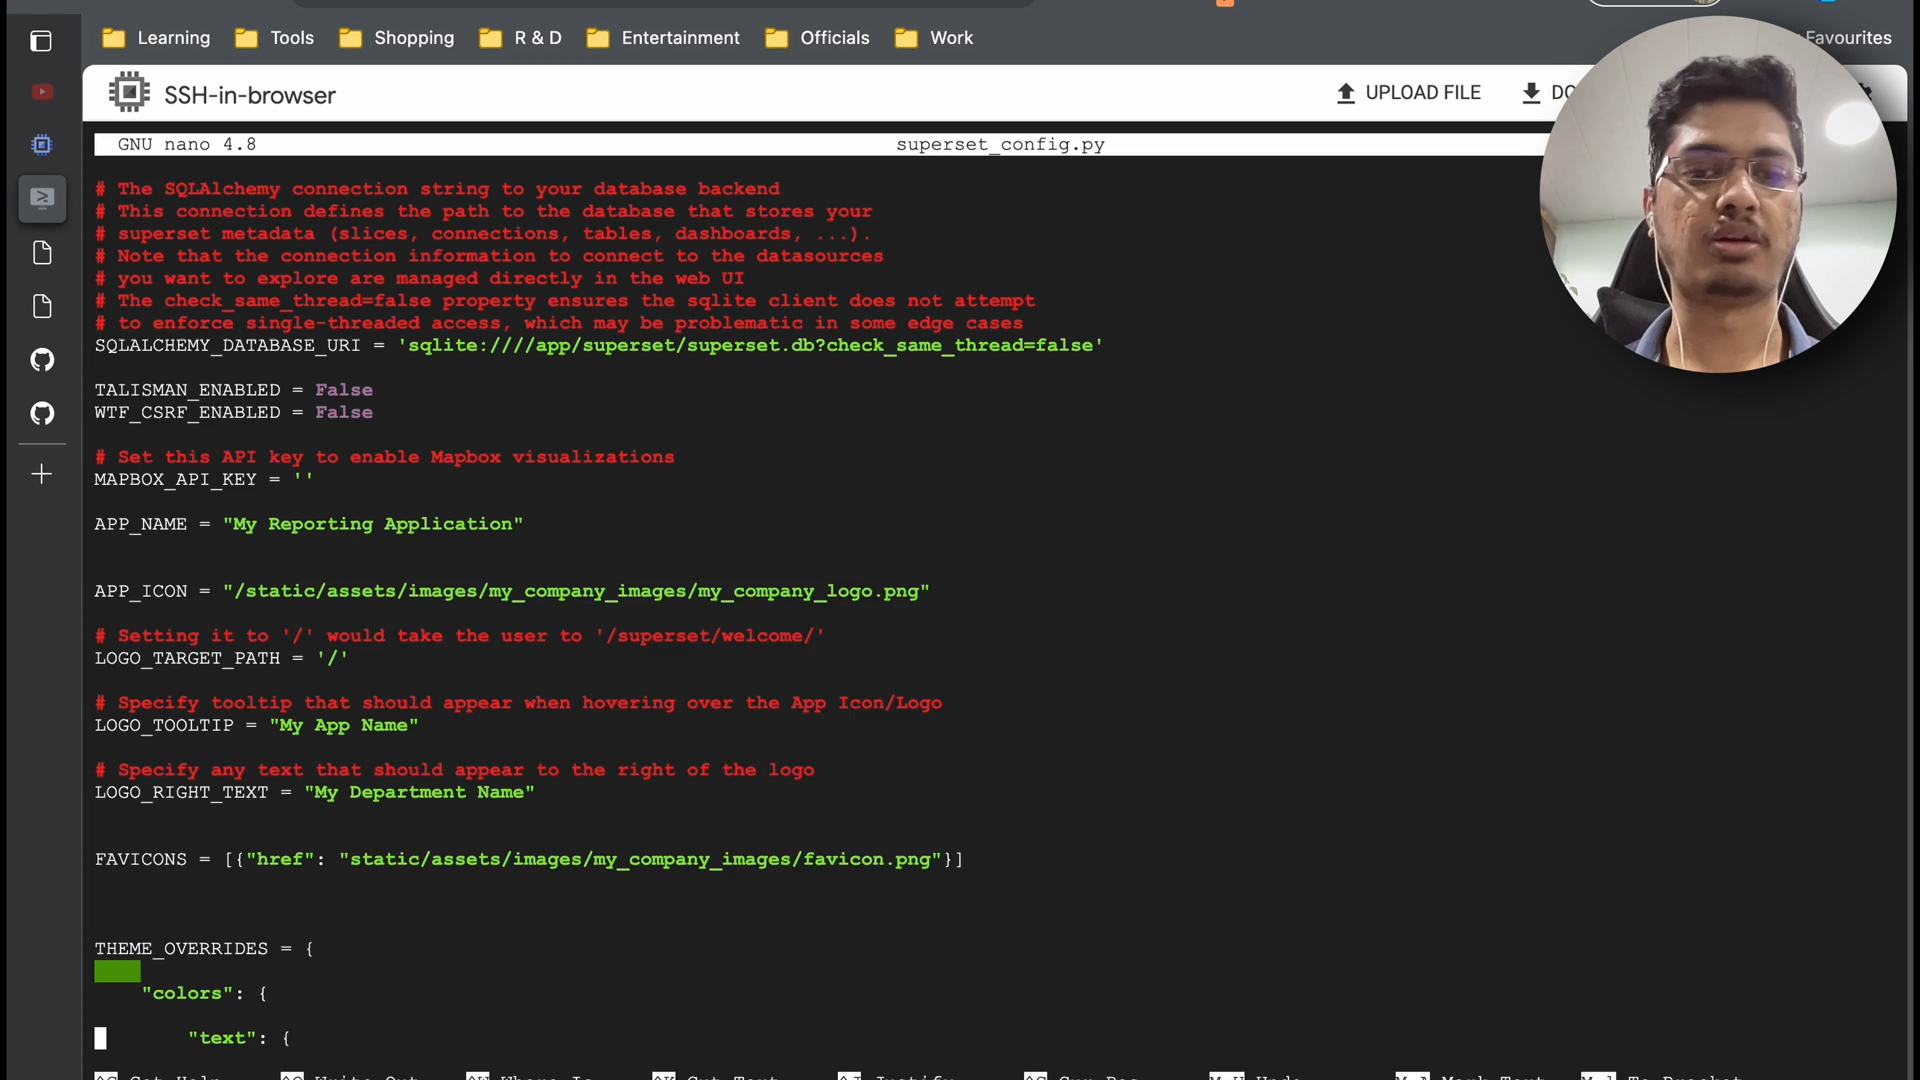 Learning Tools Shopping R & D Entertainment Officials Work Favourites
SSH-in-browser UPLOAD FILE
GNU nano 4.8 superset_config.py
# The SQLAlchemy connection string to your database backend
# This connection defines the path to the database that stores your
# superset metadata (slices, connections, tables, dashboards, ...).
# Note that the connection information to connect to the datasources
# you want to explore are managed directly in the web UI
# The check_same_thread=false property ensures the sqlite client does not attempt
# to enforce single-threaded access, which may be problematic in some edge cases
SQLALCHEMY_DATABASE_URI = 'sqlite:////app/superset/superset.db?check_same_thread=false'
TALISMAN_ENABLED = False
WTF_CSRF_ENABLED = False
# Set this API key to enable Mapbox visualizations
MAPBOX_API_KEY = ''
APP_NAME = "My Reporting Application"
APP_ICON = "/static/assets/images/my_company_images/my_company_logo.png"
# Setting it to '/' would take the user to '/superset/welcome/'
LOGO_TARGET_PATH = '/'
# Specify tooltip that should appear when hovering over the App Icon/Logo
LOGO_TOOLTIP = "My App Name"
# Specify any text that should appear to the right of the logo
LOGO_RIGHT_TEXT = "My Department Name"
FAVICONS = [{"href": "static/assets/images/my_company_images/favicon.png"}]
THEME_OVERRIDES = {
"colors": {
"text": {